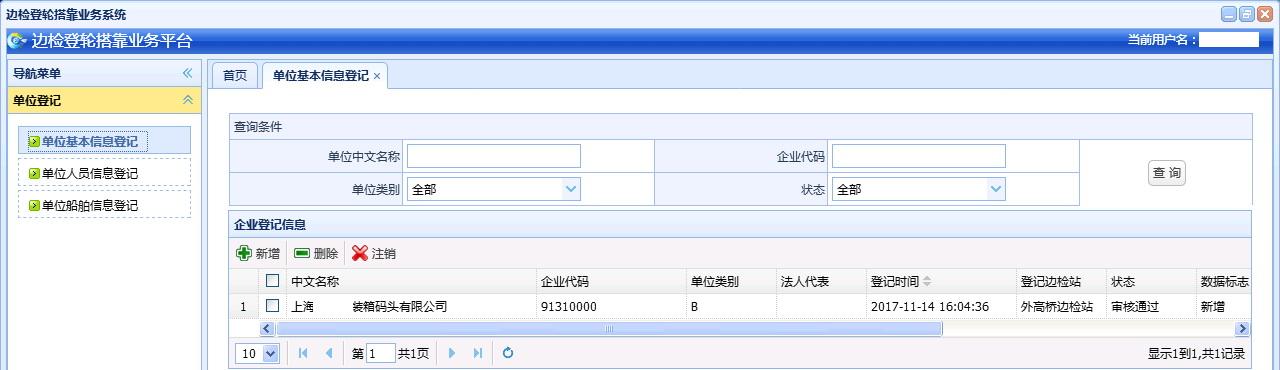 边检登轮搭靠业务系统
边检登轮搭靠业务平台
当前用户名：
导航菜单
首页
单位基本信息登记
单位登记
单位基本信息登记
单位人员信息登记
单位船舶信息登记
查询条件
单位中文名称
企业代码
查 询
单位类别 全部
状态 全部
企业登记信息
新增 删除 注销
中文名称 企业代码 单位类别 法人代表 登记时间 登记边检站 状态 数据标志
1 上海 装箱码头有限公司 91310000 B 2017-11-14 16:04:36 外高桥边检站 审核通过 新增
10 第 1 共1页 显示1到1,共1记录